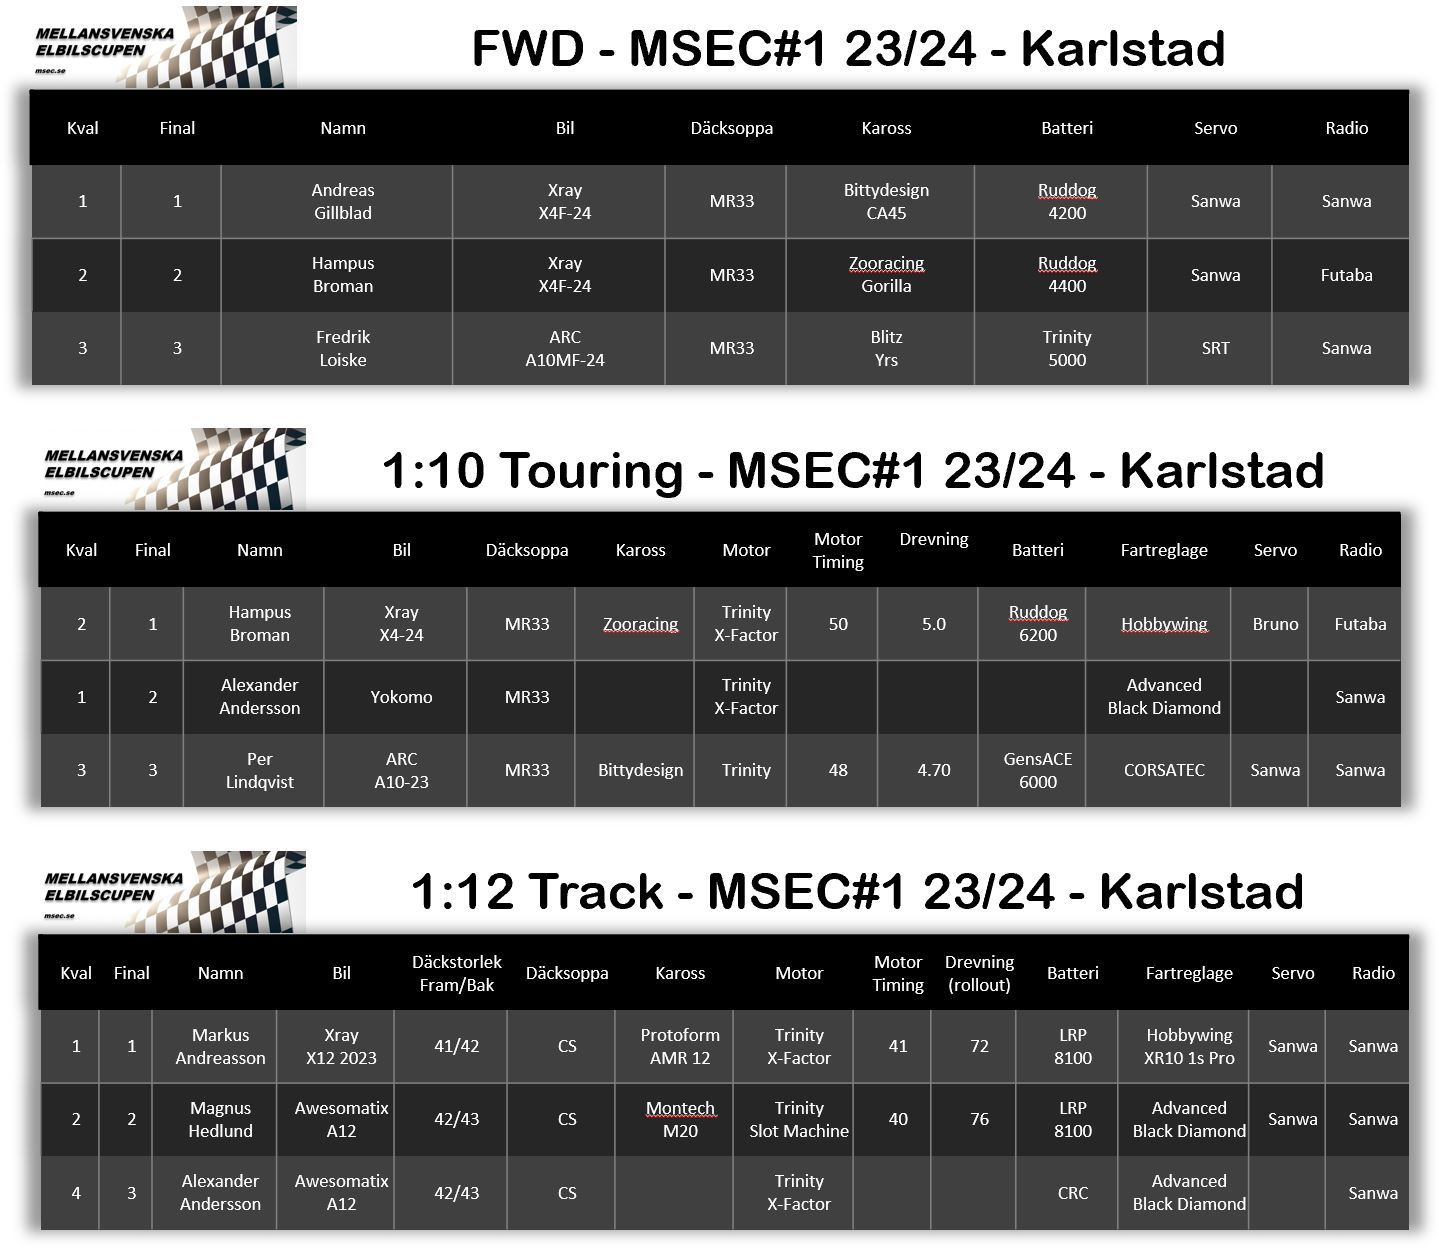 MELLANSVENSKA
ELBILSCUPEN
msec.se
FWD - MSEC#1 23/24 - Karlstad
Kval Final Namn Bil Däcksoppa Kaross Batteri Servo Radio
1 1 Andreas Gillblad Xray X4F-24 MR33 Bittydesign CA45 Ruddog 4200 Sanwa Sanwa
2 2 Hampus Broman Xray X4F-24 MR33 Zooracing Gorilla Ruddog 4400 Sanwa Futaba
3 3 Fredrik Loiske ARC A10MF-24 MR33 Blitz Yrs Trinity 5000 SRT Sanwa
MELLANSVENSKA
ELBILSCUPEN
msec.se
1:10 Touring - MSEC#1 23/24 - Karlstad
Kval Final Namn Bil Däcksoppa Kaross Motor Motor Timing Drevning Batteri Fartreglage Servo Radio
2 1 Hampus Broman Xray X4-24 MR33 Zooracing Trinity X-Factor 50 5.0 Ruddog 6200 Hobbywing Bruno Futaba
1 2 Alexander Andersson Yokomo MR33 Trinity X-Factor Advanced Black Diamond Sanwa
3 3 Per Lindqvist ARC A10-23 MR33 Bittydesign Trinity 48 4.70 GensACE 6000 CORSATEC Sanwa Sanwa
MELLANSVENSKA
ELBILSCUPEN
msec.se
1:12 Track - MSEC#1 23/24 - Karlstad
Kval Final Namn Bil Däckstorlek Fram/Bak Däcksoppa Kaross Motor Motor Timing Drevning (rollout) Batteri Fartreglage Servo Radio
1 1 Markus Andreasson Xray X12 2023 41/42 CS Protoform AMR 12 Trinity X-Factor 41 72 LRP 8100 Hobbywing XR10 1s Pro Sanwa Sanwa
2 2 Magnus Hedlund Awesomatix A12 42/43 CS Montech M20 Trinity Slot Machine 40 76 LRP 8100 Advanced Black Diamond Sanwa Sanwa
4 3 Alexander Andersson Awesomatix A12 42/43 CS Trinity X-Factor CRC Advanced Black Diamond Sanwa